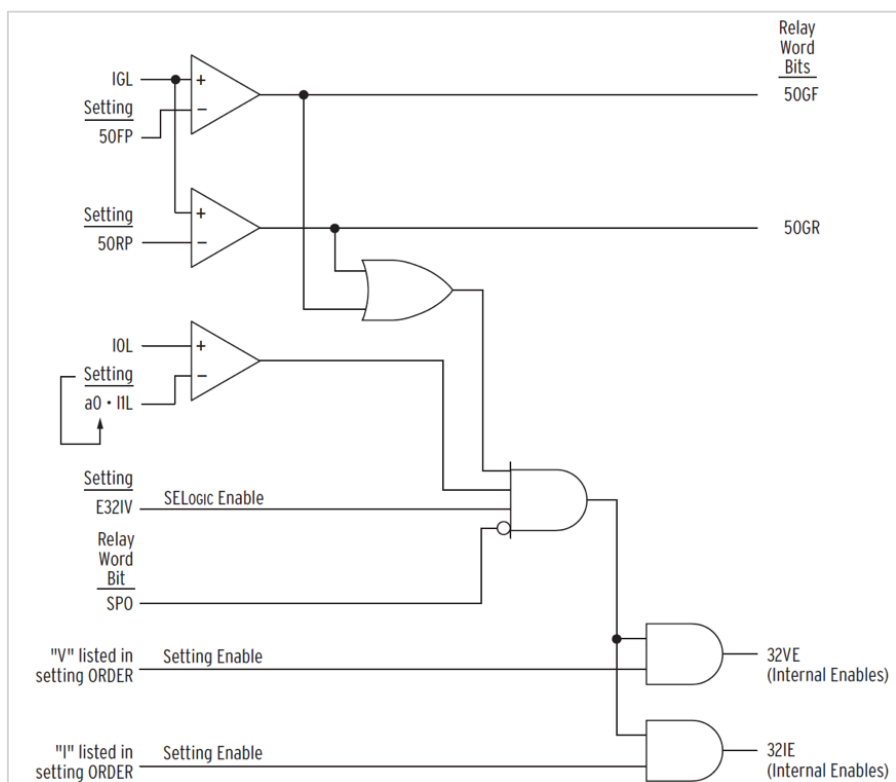 Relay
Word
Bits
IGL
+
50GF
Setting
−
50FP
Setting
+
50GR
50RP
−
I0L
+
Setting
−
a0 • I1L
Setting
E32IV
SELOGIC Enable
Relay
Word
Bit
SPO
"V" listed in
setting ORDER
Setting Enable
32VE
(Internal Enables)
"I" listed in
setting ORDER
Setting Enable
32IE
(Internal Enables)